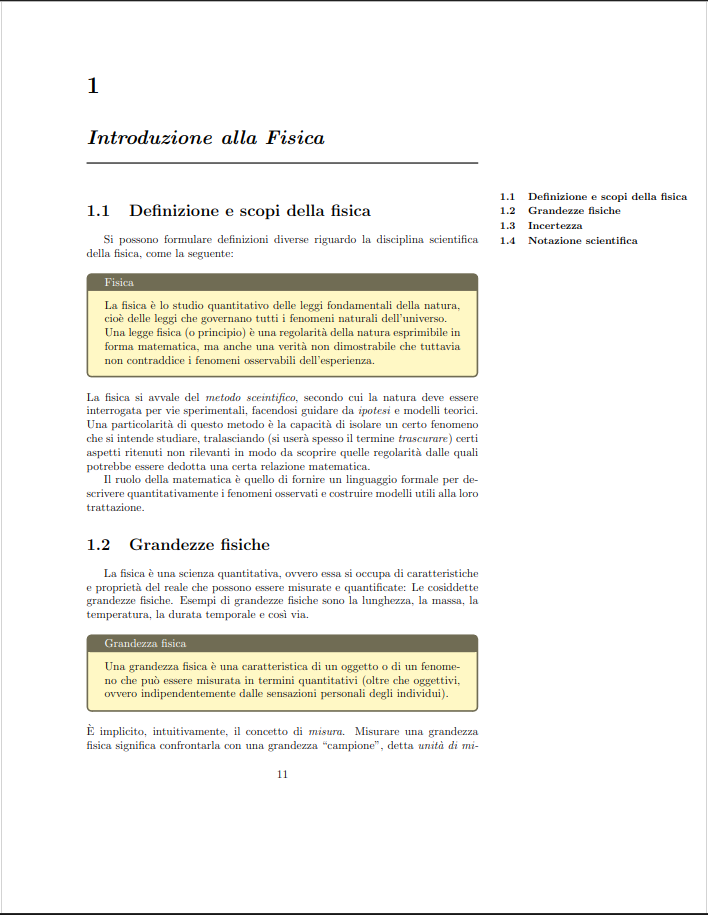 1
Introduzione alla Fisica
1.1 Definizione e scopi della fisica
Si possono formulare definizioni diverse riguardo la disciplina scientifica
della fisica, come la seguente:
Fisica
La fisica è lo studio quantitativo delle leggi fondamentali della natura,
cioè delle leggi che governano tutti i fenomeni naturali dell'universo.
Una legge fisica (o principio) è una regolarità della natura esprimibile in
forma matematica, ma anche una verità non dimostrabile che tuttavia
non contraddice i fenomeni osservabili dell'esperienza.
La fisica si avvale del metodo sceintifico, secondo cui la natura deve essere
interrogata per vie sperimentali, facendosi guidare da ipotesi e modelli teorici.
Una particolarità di questo metodo è la capacità di isolare un certo fenomeno
che si intende studiare, tralasciando (si userà spesso il termine trascurare) certi
aspetti ritenuti non rilevanti in modo da scoprire quelle regolarità dalle quali
potrebbe essere dedotta una certa relazione matematica.
Il ruolo della matematica è quello di fornire un linguaggio formale per de-
scrivere quantitativamente i fenomeni osservati e costruire modelli utili alla loro
trattazione.
1.2 Grandezze fisiche
La fisica è una scienza quantitativa, ovvero essa si occupa di caratteristiche
e proprietà del reale che possono essere misurate e quantificate: Le cosiddette
grandezze fisiche. Esempi di grandezze fisiche sono la lunghezza, la massa, la
temperatura, la durata temporale e così via.
Grandezza fisica
Una grandezza fisica è una caratteristica di un oggetto o di un fenome-
no che può essere misurata in termini quantitativi (oltre che oggettivi,
ovvero indipendentemente dalle sensazioni personali degli individui).
È implicito, intuitivamente, il concetto di misura. Misurare una grandezza
fisica significa confrontarla con una grandezza “campione”, detta unità di mi-
11
1.1 Definizione e scopi della fisica
1.2 Grandezze fisiche
1.3 Incertezza
1.4 Notazione scientifica